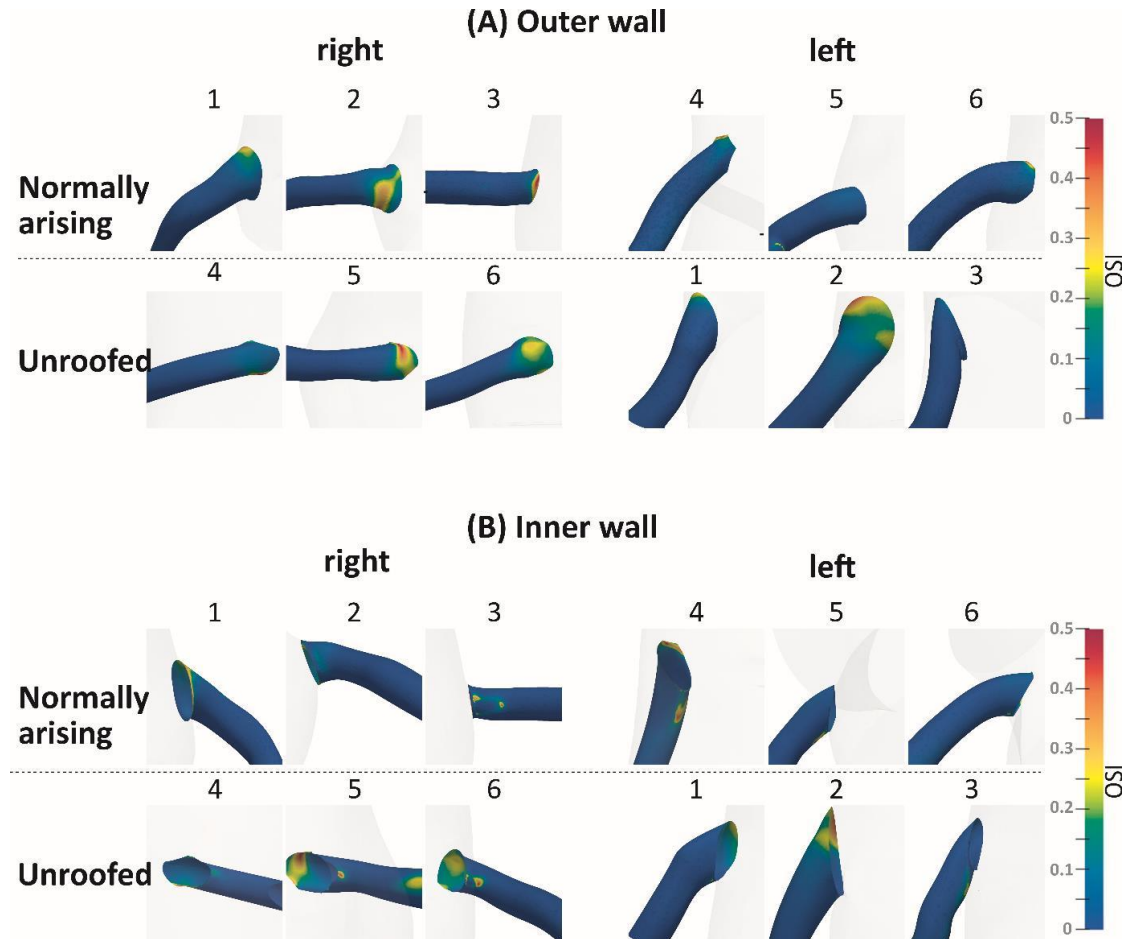 (A) Outer wall
right left
1 2 3 4 5 6
Normally
arising
4 5 6 1 2 3
Unroofed
0.5
0.4
0.3
0.2
0.1
0
OSI
(B) Inner wall
right left
1 2 3 4 5 6
Normally
arising
4 5 6 1 2 3
Unroofed
0.5
0.4
0.3
0.2
0.1
0
OSI